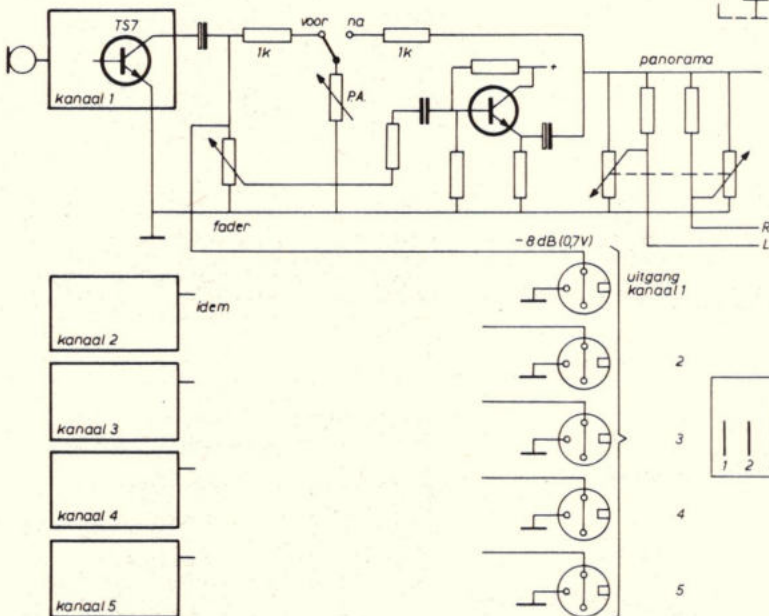 TS7
voor
na
1k
1k
+
panorama
P.A.
kanaal 1
fader
R
L
-8 dB (0,7V)
uitgang
kanaal 1
idem
kanaal 2
2
kanaal 3
3
1 2
kanaal 4
4
kanaal 5
5